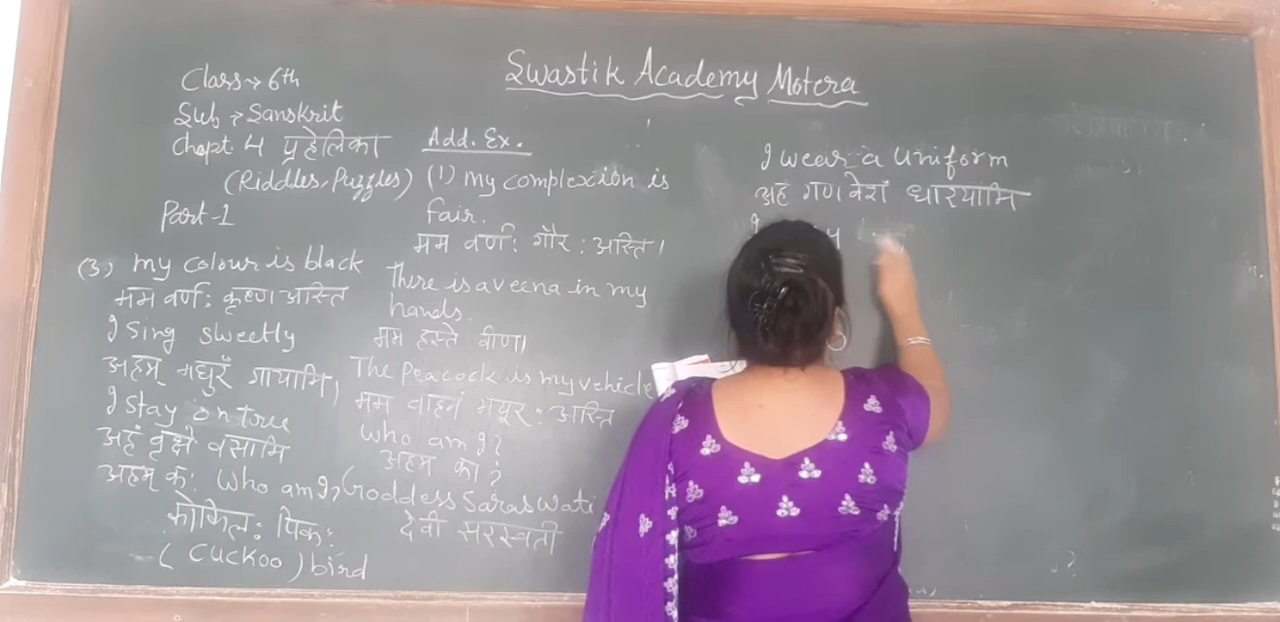 Swastik Academy Motera
Class → 6th
Sub → Sanskrit
Chapt. 4 प्रहेलिका
(Riddles, Puzzles)
Part-1
(3) my colour is black
मम वर्ण: कृष्ण अस्ति
I sing sweetly
अहम् मधुरँ गायामि,
I stay on tree
अहं वृक्षे वसामि
अहम् क: who am I,
कोकिल: पिक:
(cuckoo) bird
Add. Ex.
(1) my complexion is
fair.
मम वर्ण: गौर: अस्ति।
There is a veena in my
hands.
मम हस्ते वीणा
The peacock is my vehicle
मम वाहनं मयूर: अस्ति
who am I?
अहम का?
Goddess Saraswati
देवी सरस्वती
I wear a uniform
अहं गणवेशं धारयामि
I